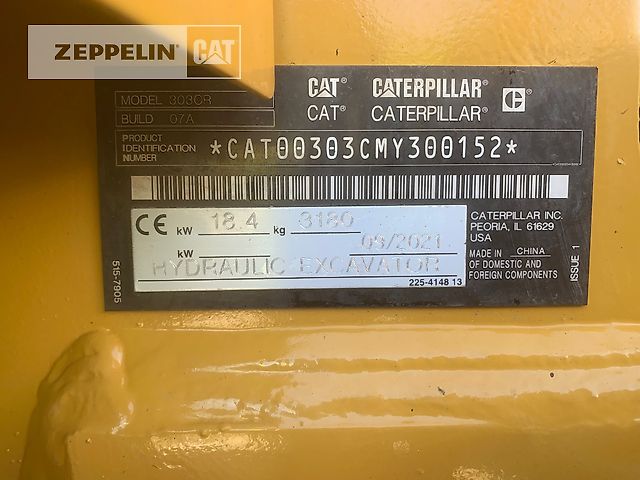 ZEPPELIN CAT
CAT® CATERPILLAR® C®
CAT® CATERPILLAR®
MODEL 303CR
BUILD 07A
PRODUCT
IDENTIFICATION
NUMBER
*CAT00303CMY300152*
CE kW 18.4 kg 3180
kW 09/2021
HYDRAULIC EXCAVATOR
225-4148 13
CATERPILLAR INC.
PEORIA, IL 61629
USA
MADE IN CHINA
OF DOMESTIC AND
FOREIGN COMPONENTS
ISSUE 1
515-7905